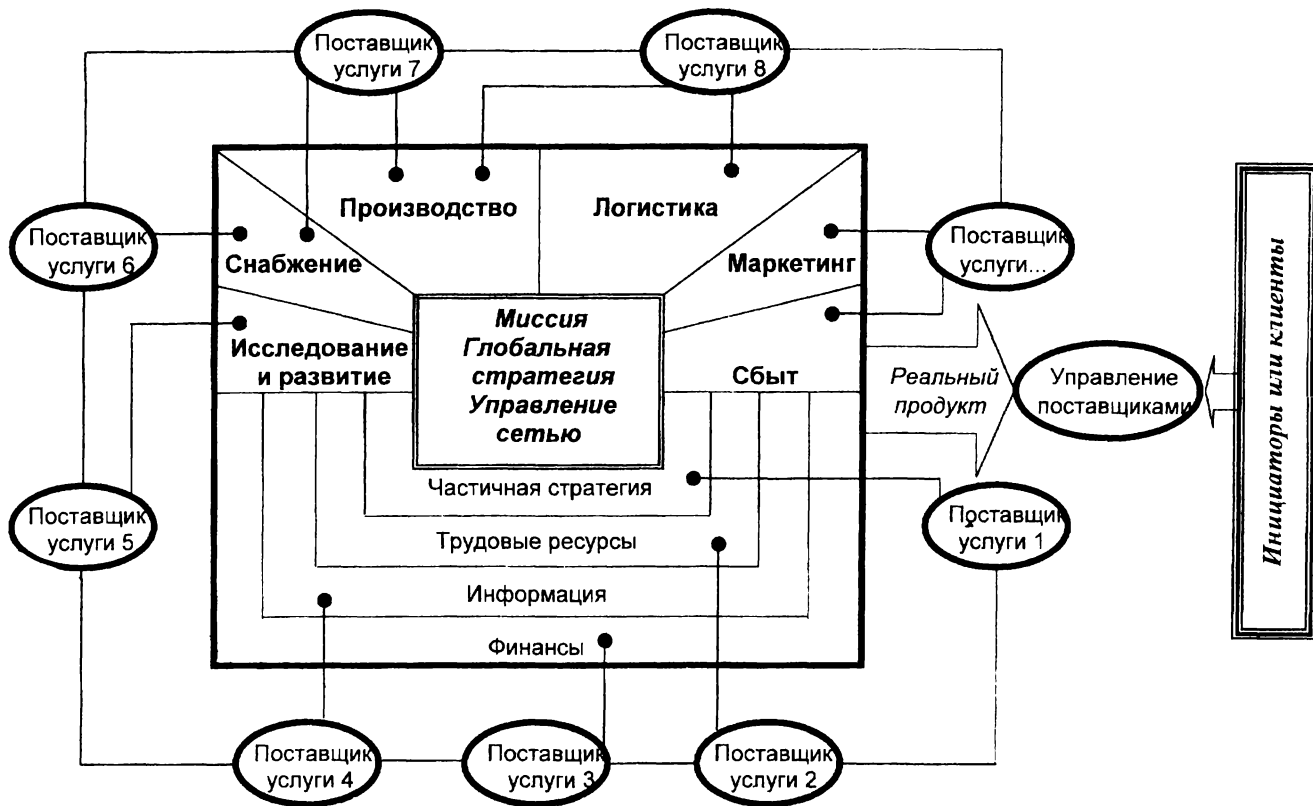 Поставщик
услуги 7
Поставщик
услуги 8
Производство
Логистика
Поставщик
услуги 6
Снабжение
Маркетинг
Поставщик
услуги...
Исследование
и развитие
Миссия
Глобальная
стратегия
Управление
сетью
Сбыт
Реальный
продукт
Управление
поставщиками
Инициаторы или клиенты
Частичная стратегия
Трудовые ресурсы
Информация
Финансы
Поставщик
услуги 5
Поставщик
услуги 1
Поставщик
услуги 4
Поставщик
услуги 3
Поставщик
услуги 2